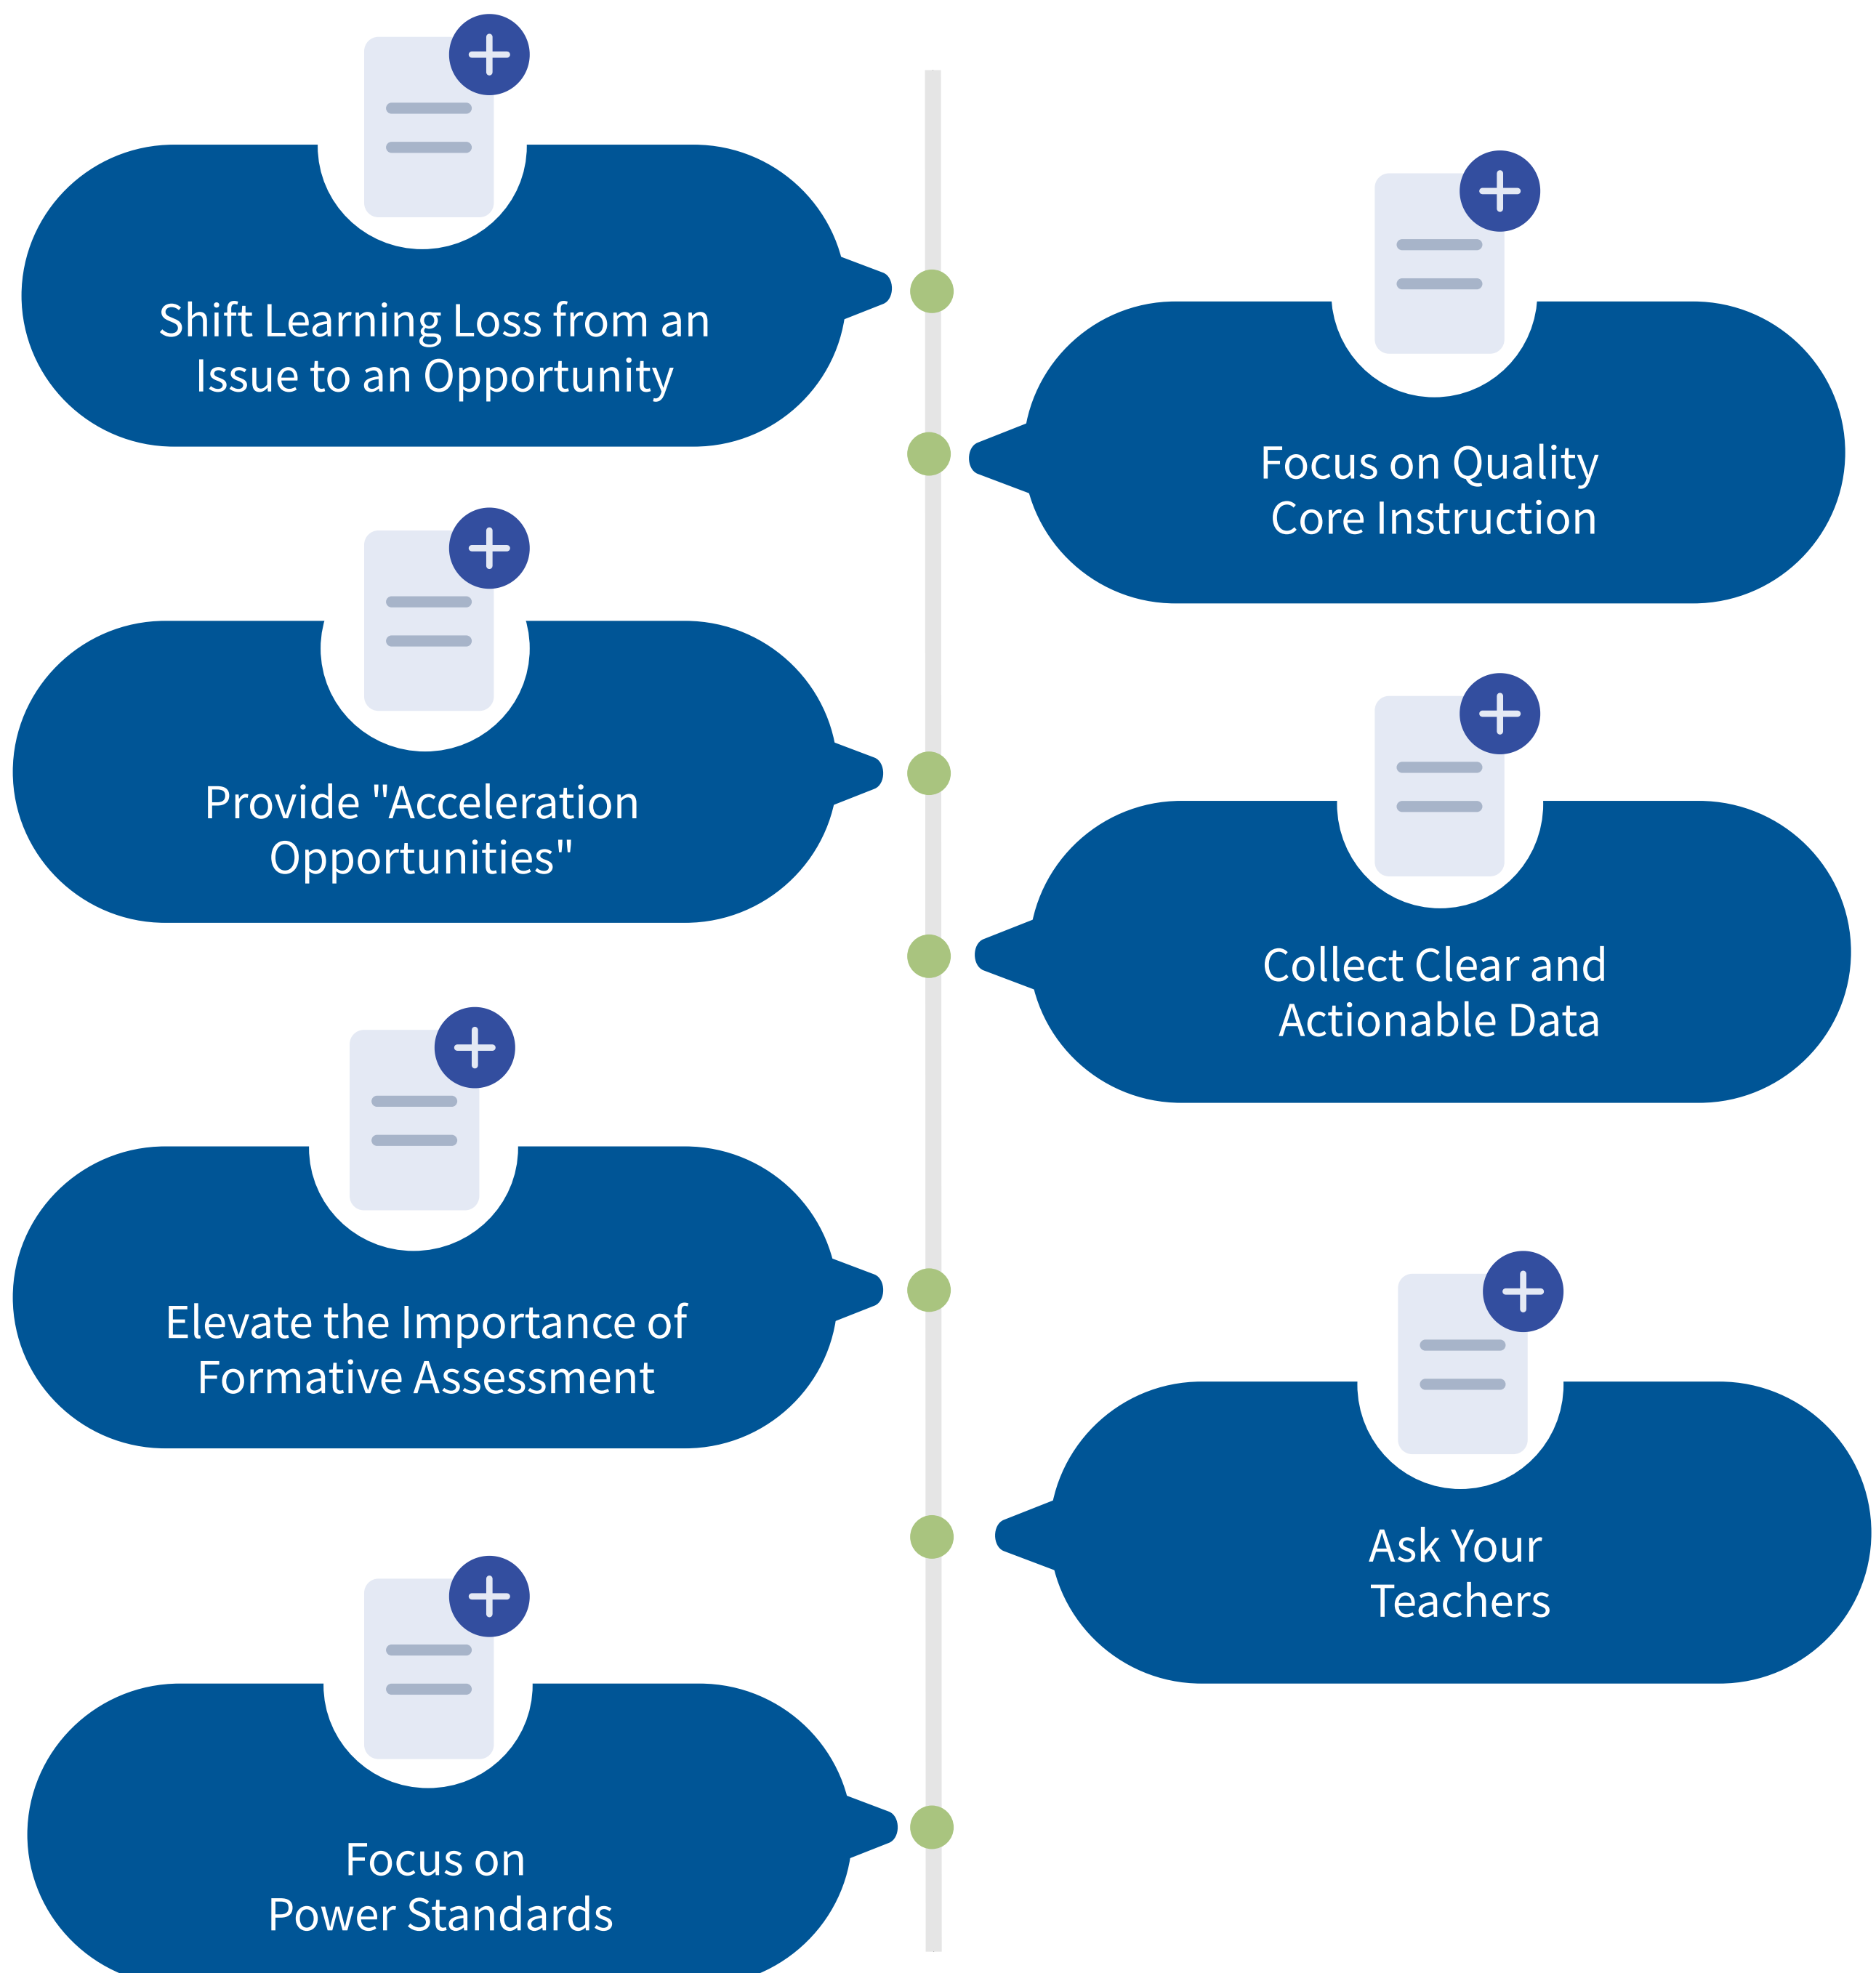 Shift Learning Loss from an
Issue to an Opportuniy
Focus on Quality
Core Instruction
Provide "Acceleration
Opportunities"
Collect Clear and
Actionable Data
Elevate the Importance of
Formative Assessment
Ask Your
Teachers
Focus on
Power Standards